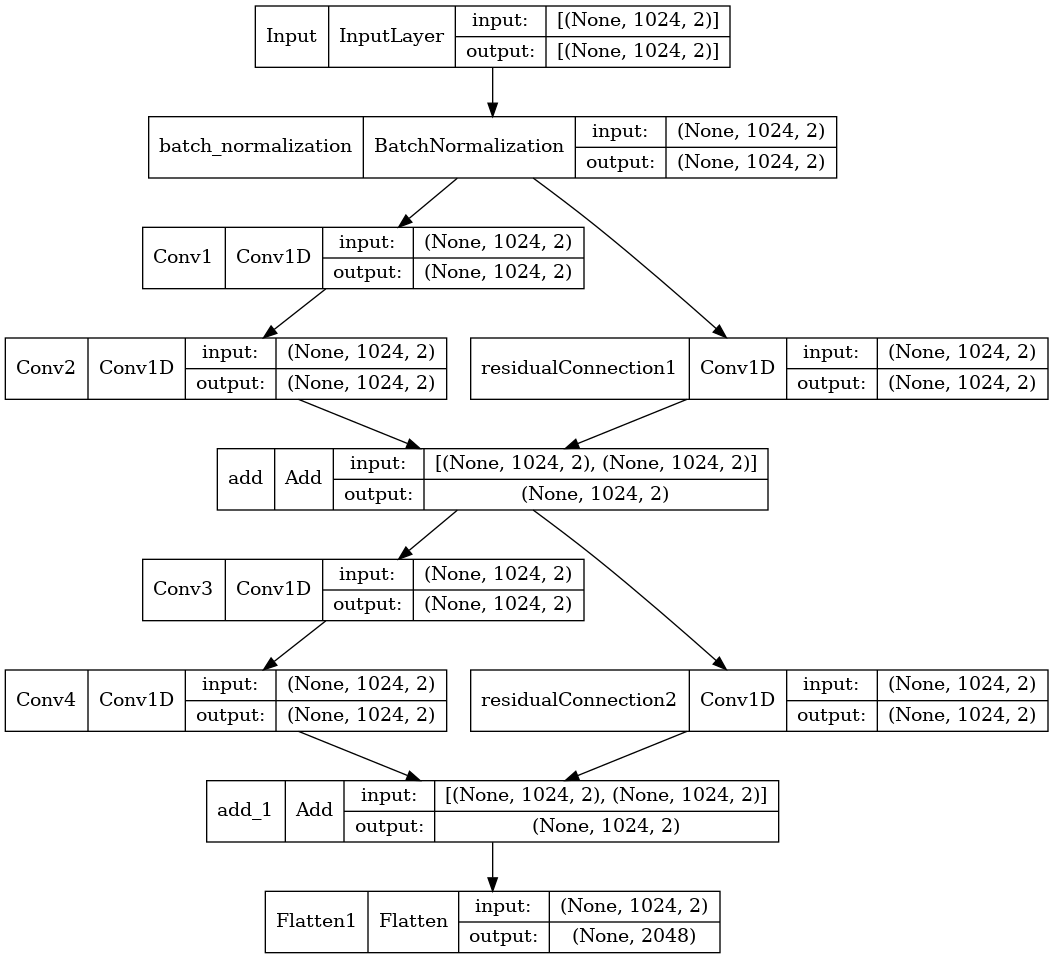 Input InputLayer input: [(None, 1024, 2)]
output: [(None, 1024, 2)]
batch_normalization BatchNormalization input: (None, 1024, 2)
output: (None, 1024, 2)
Conv1 Conv1D input: (None, 1024, 2)
output: (None, 1024, 2)
Conv2 Conv1D input: (None, 1024, 2)
output: (None, 1024, 2)
residualConnection1 Conv1D input: (None, 1024, 2)
output: (None, 1024, 2)
add Add input: [(None, 1024, 2), (None, 1024, 2)]
output: (None, 1024, 2)
Conv3 Conv1D input: (None, 1024, 2)
output: (None, 1024, 2)
Conv4 Conv1D input: (None, 1024, 2)
output: (None, 1024, 2)
residualConnection2 Conv1D input: (None, 1024, 2)
output: (None, 1024, 2)
add_1 Add input: [(None, 1024, 2), (None, 1024, 2)]
output: (None, 1024, 2)
Flatten1 Flatten input: (None, 1024, 2)
output: (None, 2048)